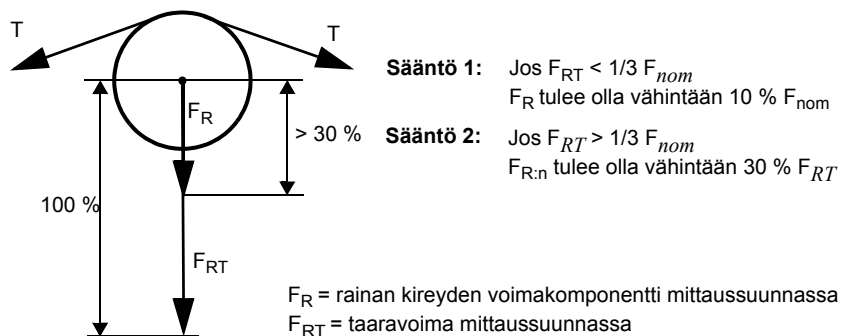 T
T
Sääntö 1: Jos F_RT < 1/3 F_nom
F_R tulee olla vähintään 10 % F_nom
F_R
> 30 %
Sääntö 2: Jos F_RT > 1/3 F_nom
F_R:n tulee olla vähintään 30 % F_RT
100 %
F_RT
F_R = rainan kireyden voimakomponentti mittaussuunnassa
F_RT = taaravoima mittaussuunnassa